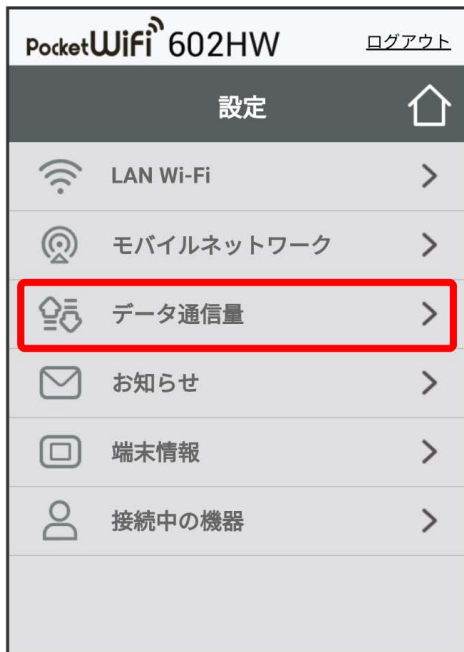 PocketWiFi 602HW
ログアウト
設定
LAN Wi-Fi
モバイルネットワーク
データ通信量
お知らせ
端末情報
接続中の機器